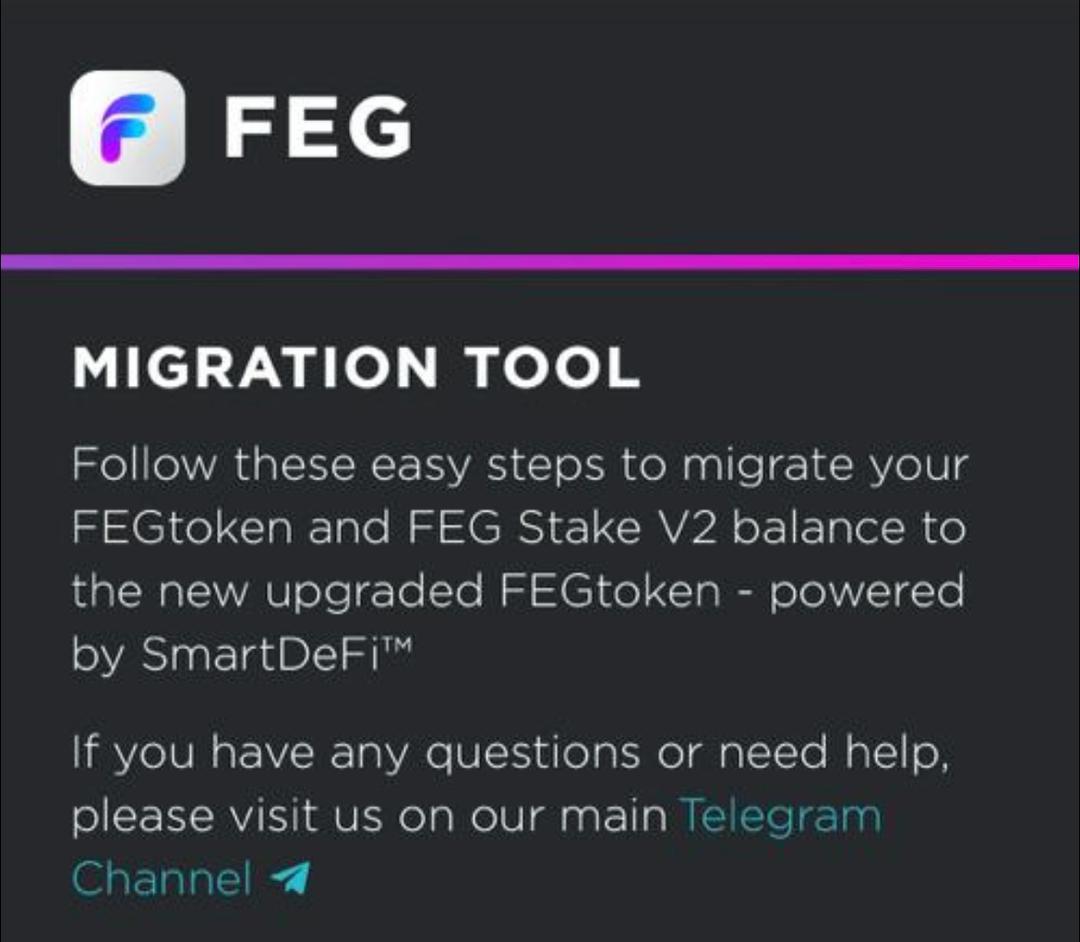 FEG
MIGRATION TOOL
Follow these easy steps to migrate your
FEGtoken and FEG Stake V2 balance to
the new upgraded FEGtoken - powered
by SmartDeFi™
If you have any questions or need help,
please visit us on our main Telegram
Channel